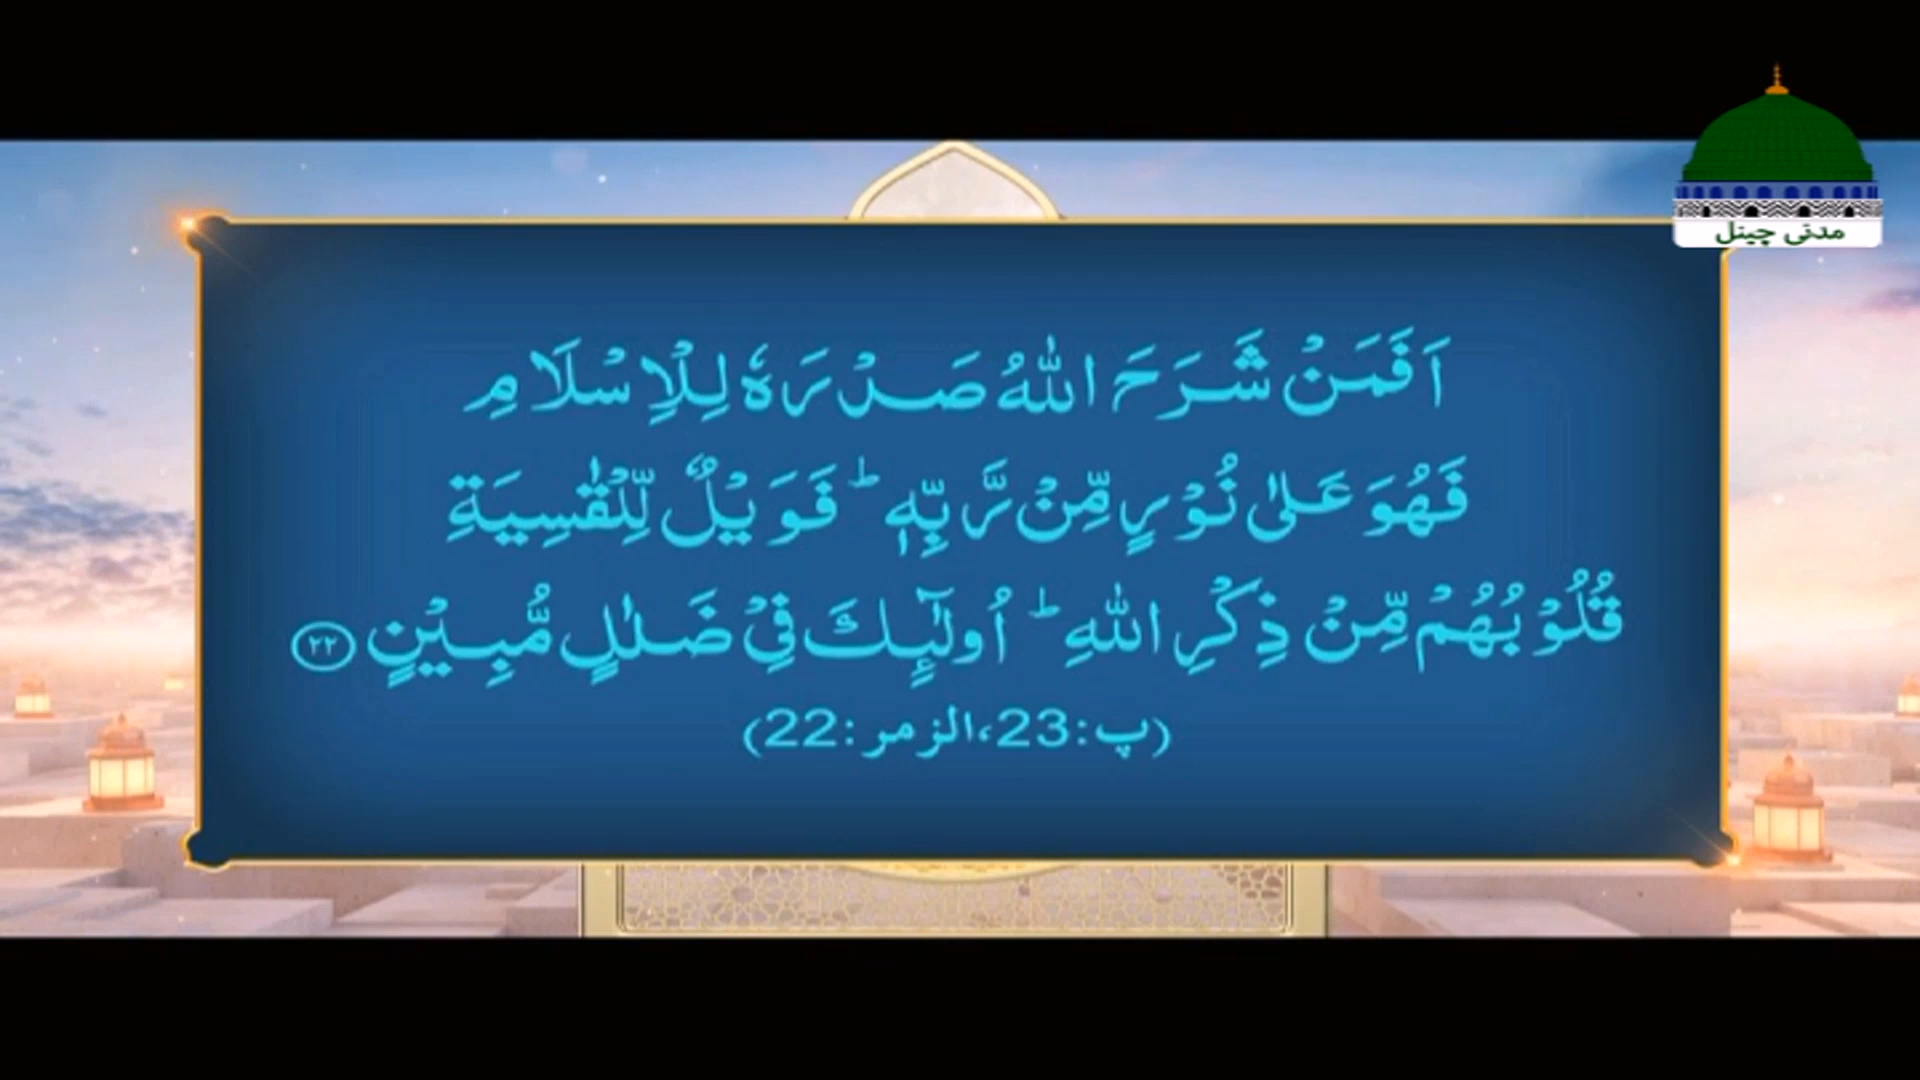 مدنی چینل
اَفَمَنْ شَرَحَ اللّٰهُ صَدْرَهٗ لِلْاِسْلَامِ
فَهُوَ عَلٰى نُوْرٍ مِّنْ رَّبِّهٖ ؕ فَوَیْلٌ لِّلْقٰسِیَةِ
قُلُوْبُهُمْ مِّنْ ذِكْرِ اللّٰهِ ؕ اُولٰٓىٕكَ فِیْ ضَلٰلٍ مُّبِیْنٍ ﴿۲۲﴾
(پ:23،الزمر:22)